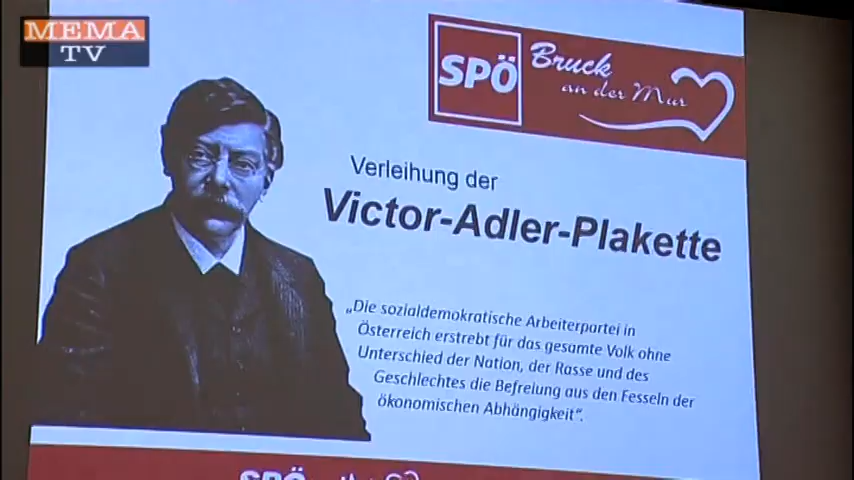 MEMA
TV
SPÖ
Bruck
an der Mur
Verleihung der
Victor-Adler-Plakette
„Die sozialdemokratische Arbeiterpartei in
Österreich erstrebt für das gesamte Volk ohne
Unterschied der Nation, der Rasse und des
Geschlechtes die Befreiung aus den Fesseln der
ökonomischen Abhängigkeit“.
SPÖ